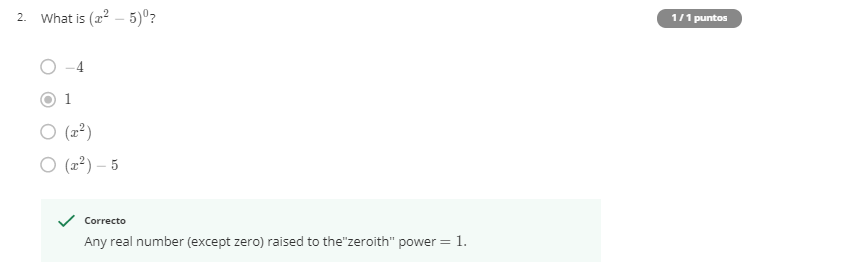 2. What is (x² – 5)⁰? 1 / 1 puntos
–4
1
(x²)
(x²) – 5
Correcto
Any real number (except zero) raised to the"zeroith" power = 1.